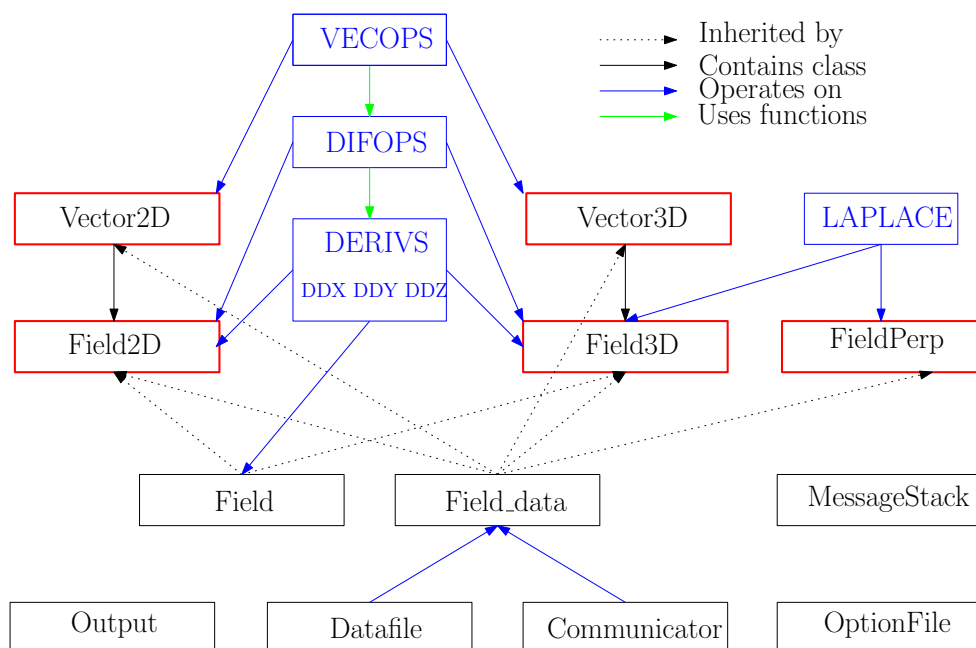 VECOPS
Inherited by
Contains class
Operates on
Uses functions
DIFOPS
Vector2D
Vector3D
LAPLACE
DERIVS
DDX DDY DDZ
Field2D
Field3D
FieldPerp
Field
Field_data
MessageStack
Output
Datafile
Communicator
OptionFile